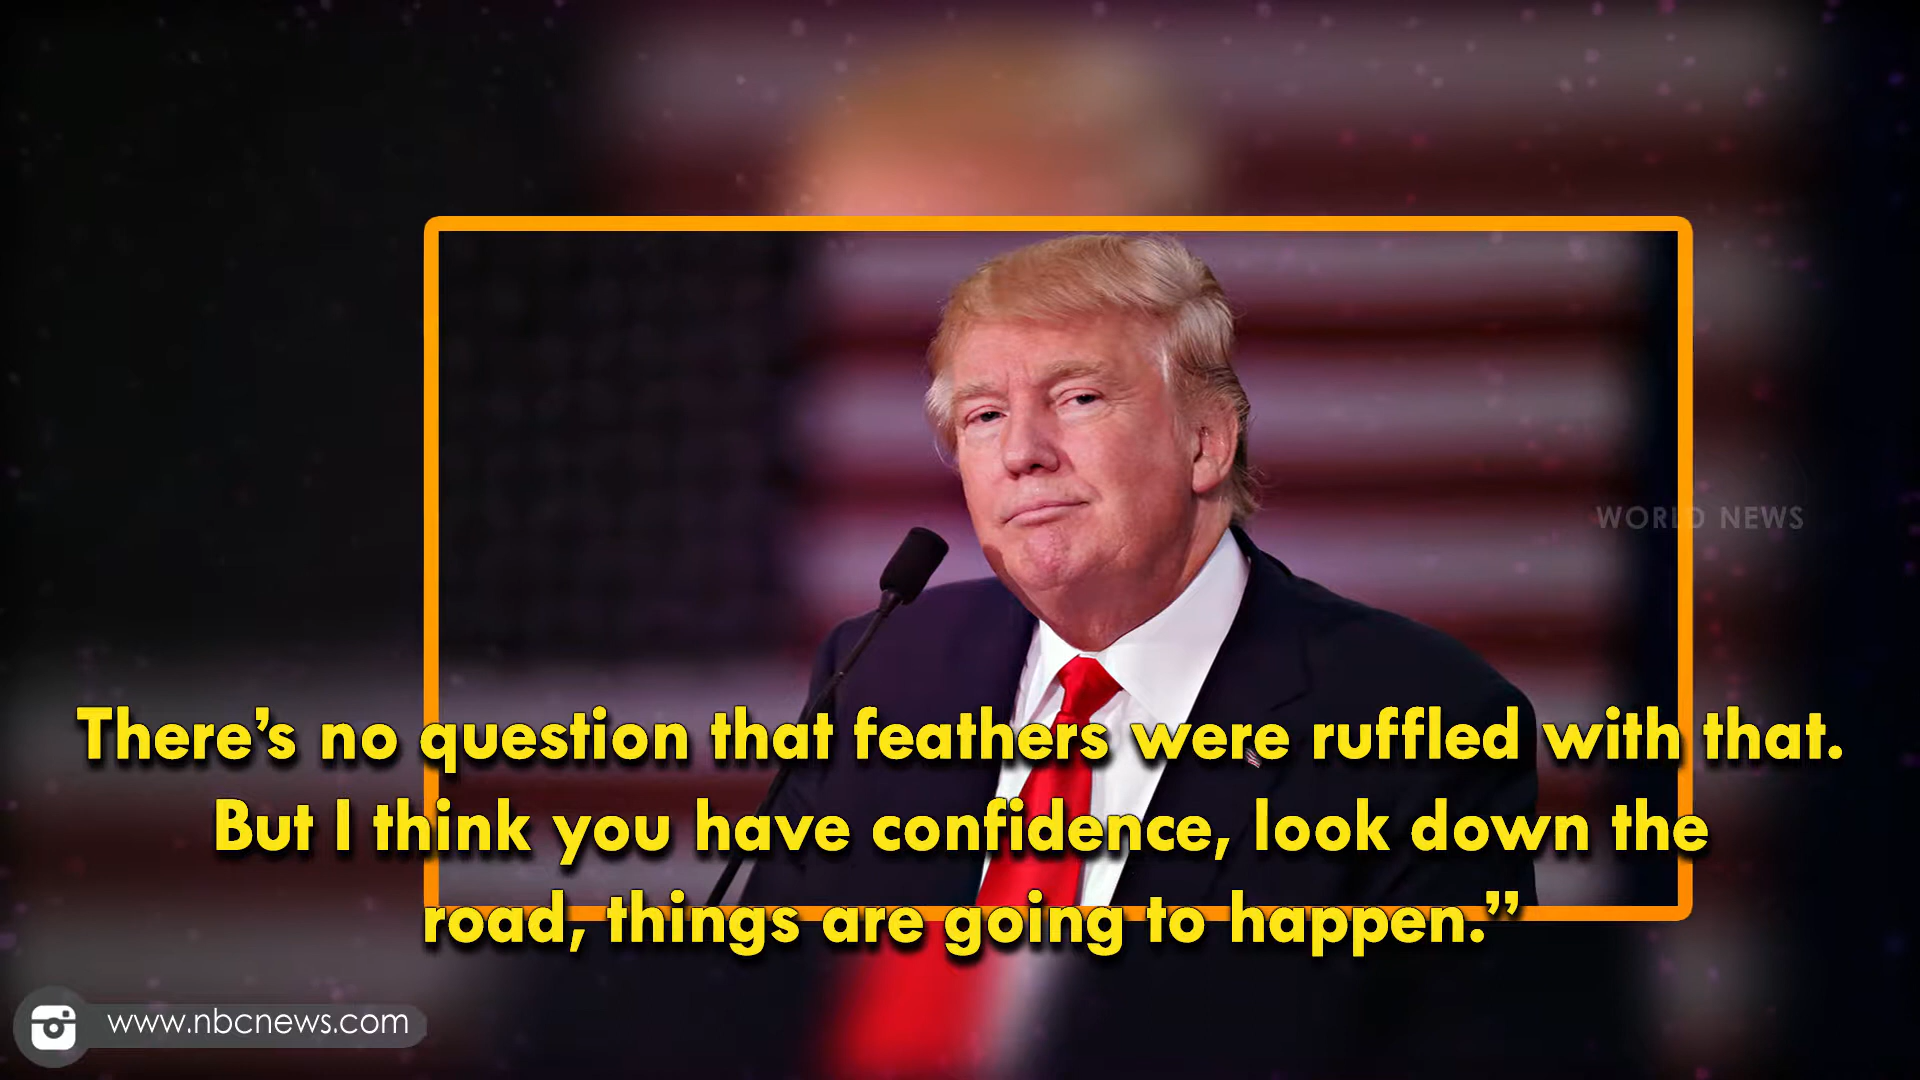 WORLD NEWS
There’s no question that feathers were ruffled with that.
But I think you have confidence, look down the
road, things are going to happen.”
www.nbcnews.com